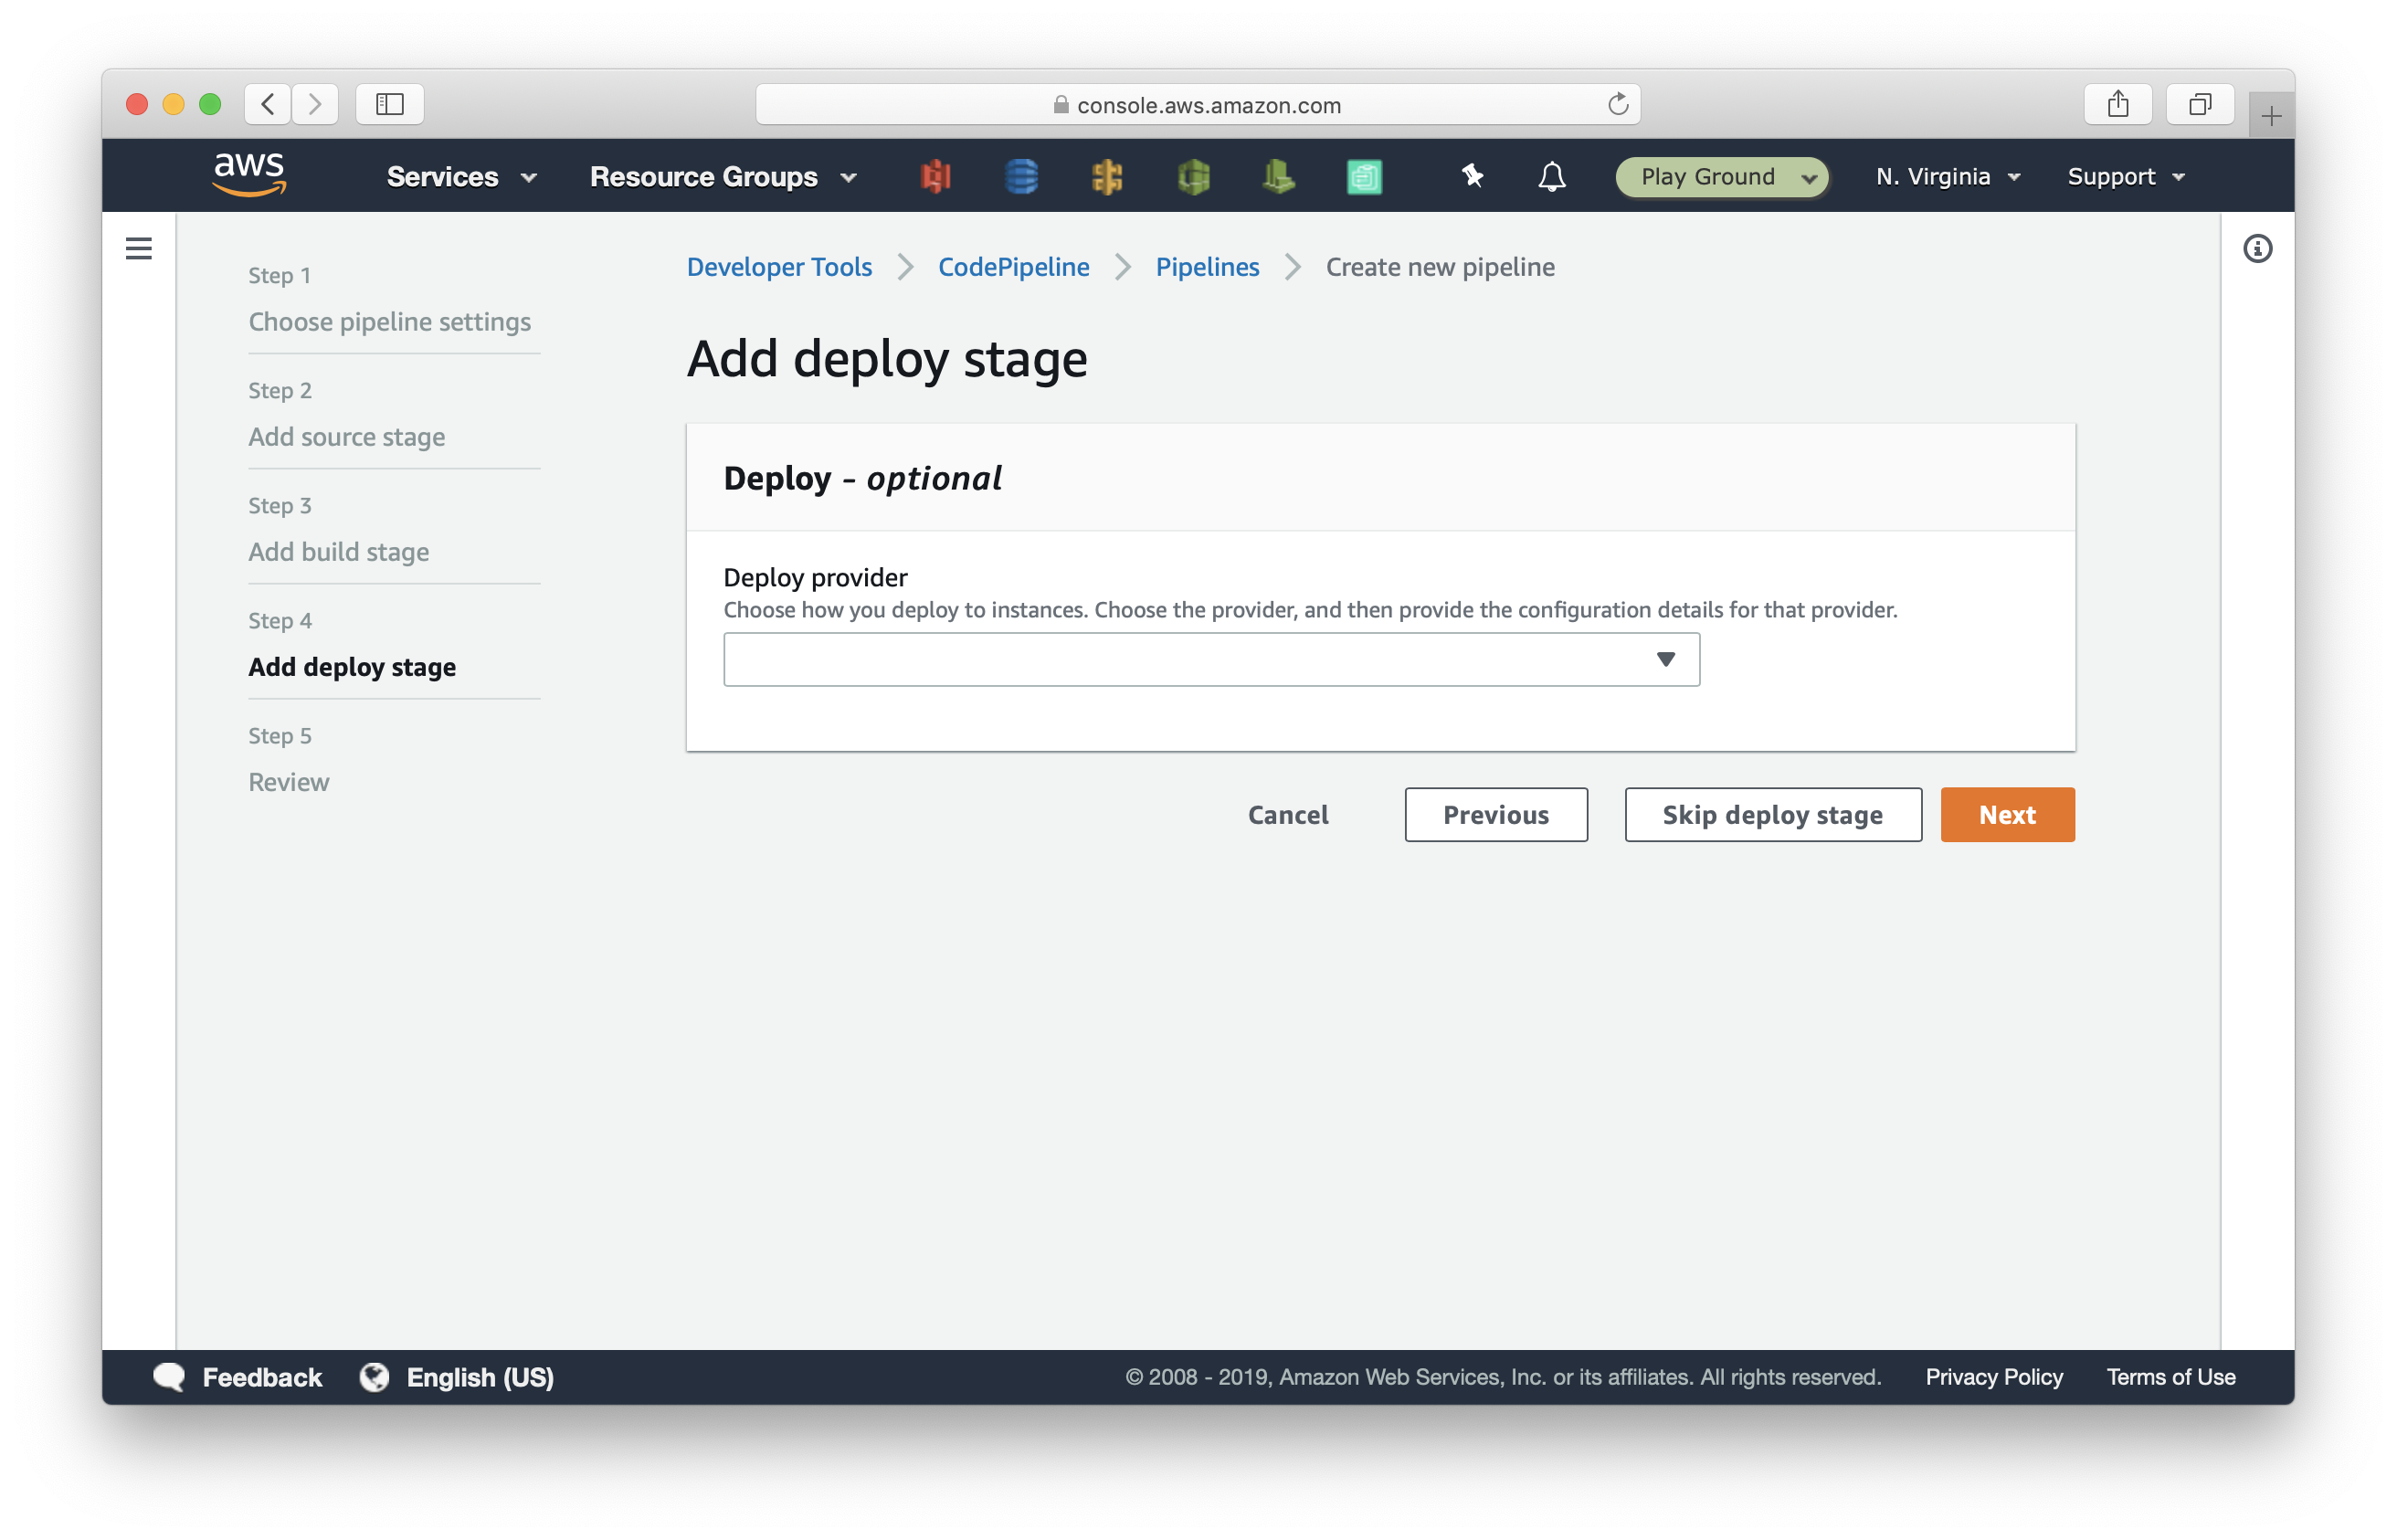 console.aws.amazon.com
aws
Services
Resource Groups
Play Ground
N. Virginia
Support
Step 1
Choose pipeline settings
Step 2
Add source stage
Step 3
Add build stage
Step 4
Add deploy stage
Step 5
Review
Developer Tools
CodePipeline
Pipelines
Create new pipeline
Add deploy stage
Deploy - optional
Deploy provider
Choose how you deploy to instances. Choose the provider, and then provide the configuration details for that provider.
Cancel
Previous
Skip deploy stage
Next
Feedback
English (US)
© 2008 - 2019, Amazon Web Services, Inc. or its affiliates. All rights reserved.
Privacy Policy
Terms of Use